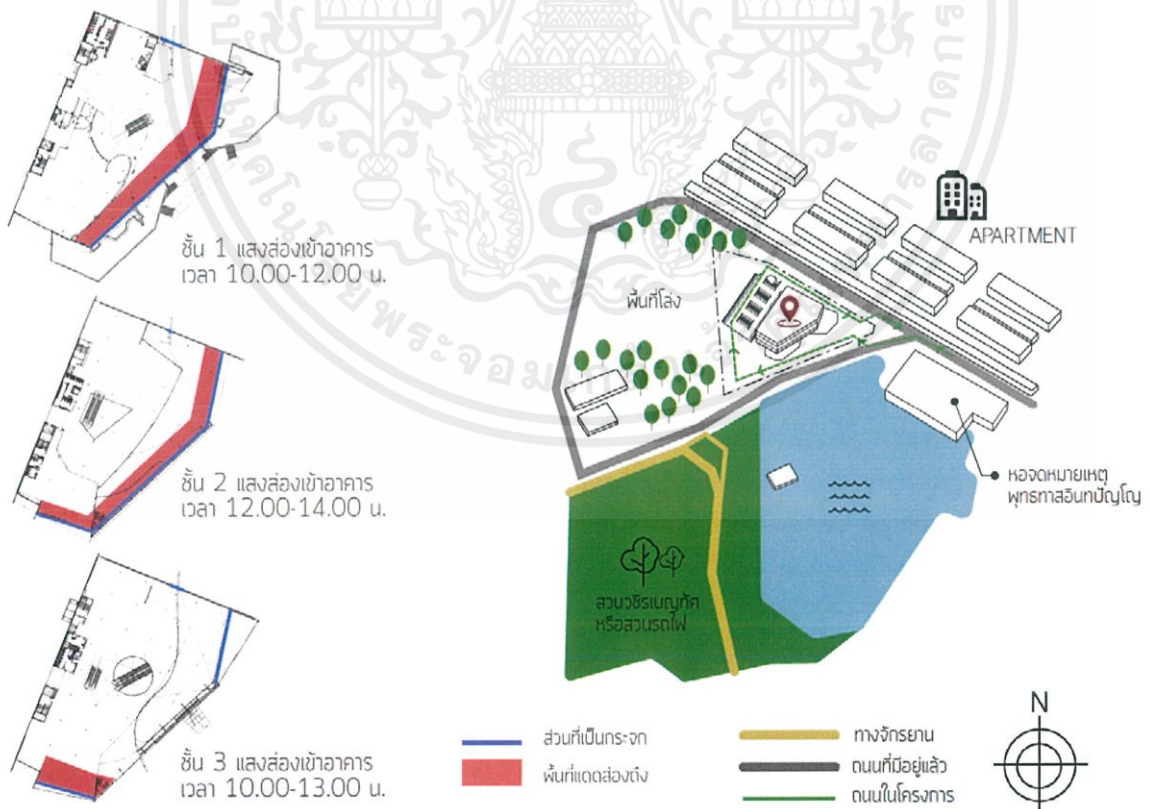 ชั้น 1 แสงส่องเข้าอาคาร
เวลา 10.00-12.00 น.
ชั้น 2 แสงส่องเข้าอาคาร
เวลา 12.00-14.00 น.
ชั้น 3 แสงส่องเข้าอาคาร
เวลา 10.00-13.00 น.
APARTMENT
พื้นที่โล่ง
หอจดหมายเหตุ
พุทธทาสอินทปัญโญ
สวนวชิรเบญทัศ
หรือสวนรถไฟ
ส่วนที่เป็นกระจก
พื้นที่แดดส่องถึง
ทางจักรยาน
ถนนที่มีอยู่แล้ว
ถนนในโครงการ
N